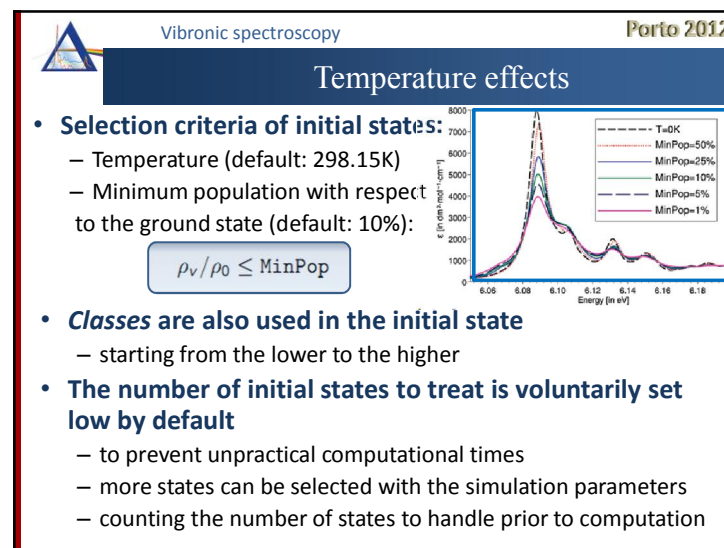 Vibronic spectroscopy
Porto 2012
Temperature effects
• Selection criteria of initial states:
– Temperature (default: 298.15K)
– Minimum population with respect
to the ground state (default: 10%):
ρv/ρ0 ≤ MinPop
8000
7000
6000
5000
4000
3000
2000
1000
0
ε [in dm³·mol⁻¹·cm⁻¹]
6.06 6.08 6.10 6.12 6.14 6.16 6.18
Energy [in eV]
T=0K
MinPop=50%
MinPop=25%
MinPop=10%
MinPop=5%
MinPop=1%
• Classes are also used in the initial state
– starting from the lower to the higher
• The number of initial states to treat is voluntarily set
low by default
– to prevent unpractical computational times
– more states can be selected with the simulation parameters
– counting the number of states to handle prior to computation